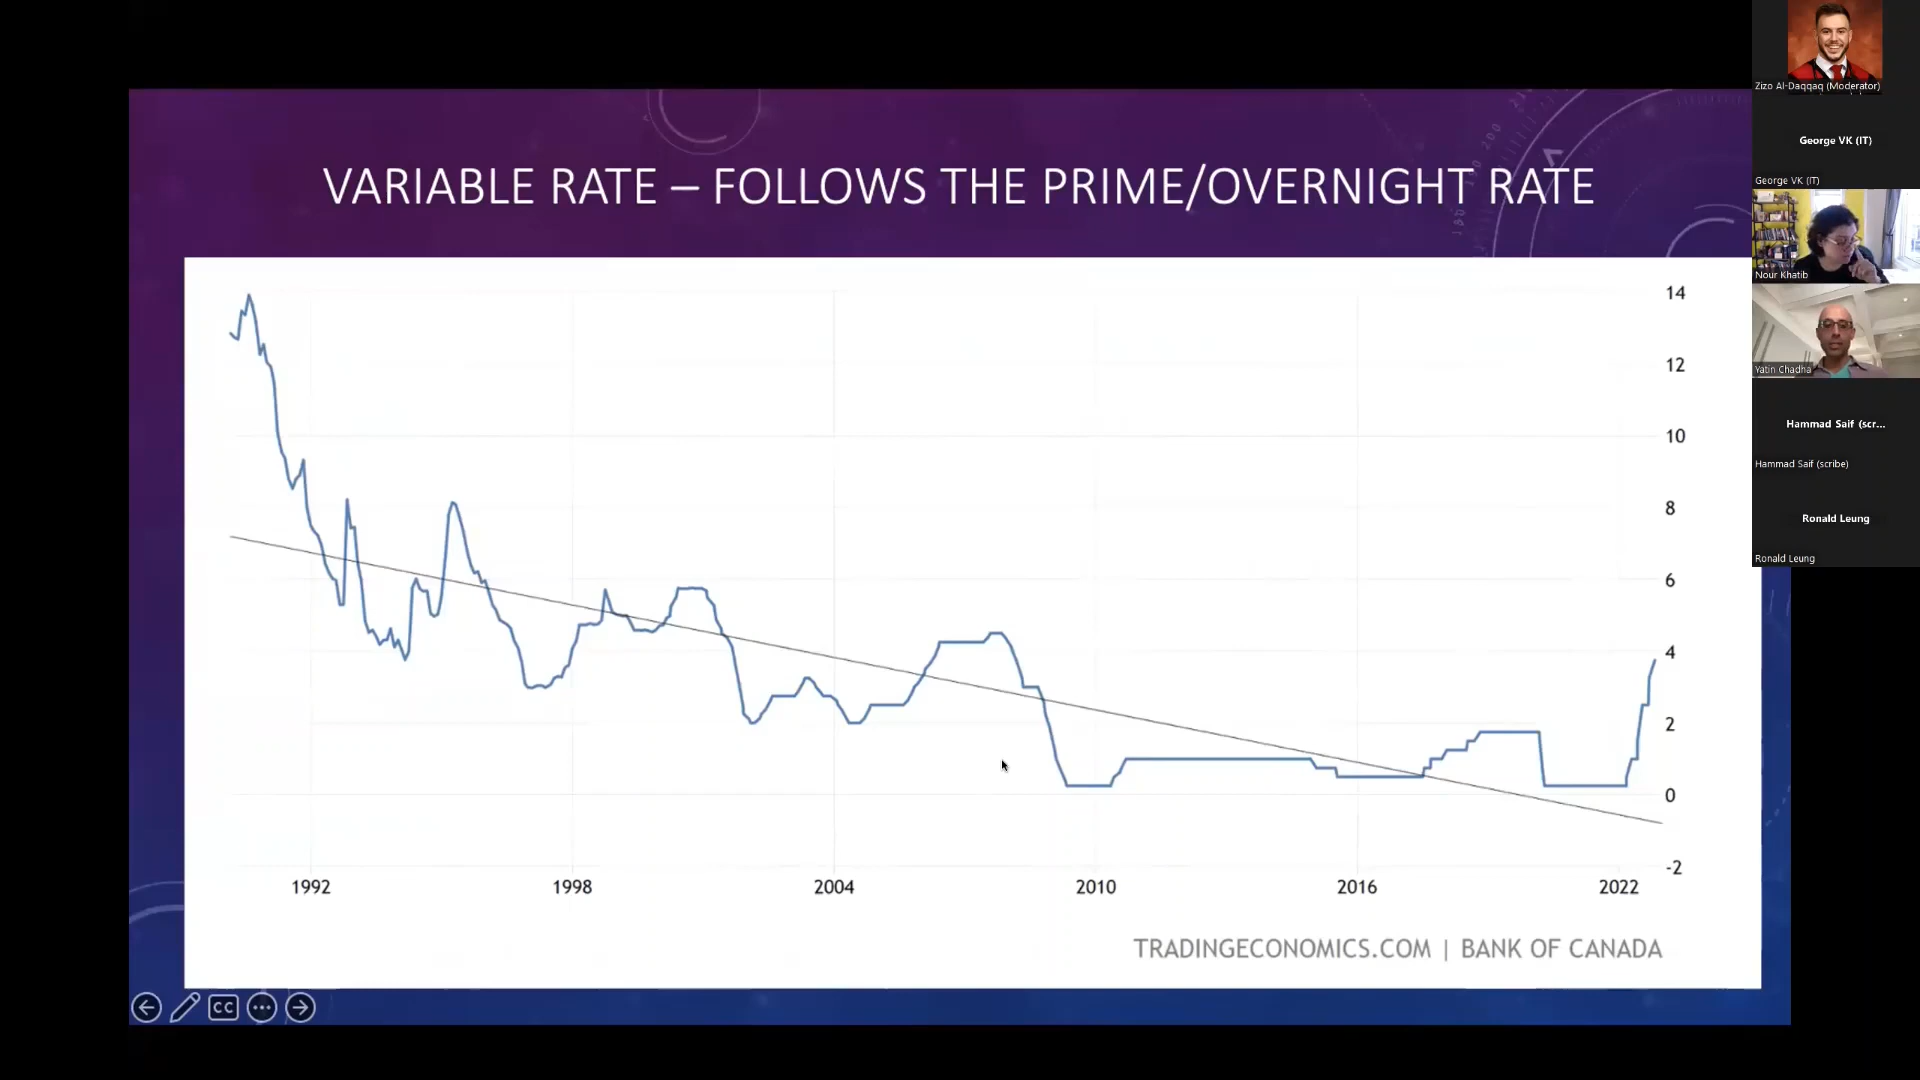 VARIABLE RATE – FOLLOWS THE PRIME/OVERNIGHT RATE
14
12
10
8
6
4
2
0
-2
1992
1998
2004
2010
2016
2022
TRADINGECONOMICS.COM | BANK OF CANADA
CC
Zizo Al-Daqqaq (Moderator)
George VK (IT)
George VK (IT)
Nour Khatib
Yatin Chadha
Hammad Saif (scr...
Hammad Saif (scribe)
Ronald Leung
Ronald Leung